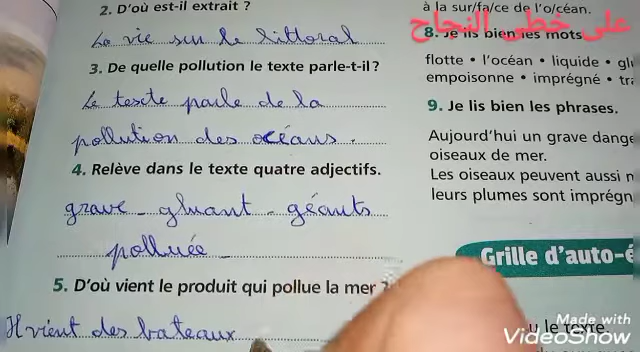 2. D'où est-il extrait ?
La vie sur le littoral
3. De quelle pollution le texte parle-t-il ?
Le texte parle de la
pollution des océans.
4. Relève dans le texte quatre adjectifs.
grave - gluant - géants
polluée -
5. D'où vient le produit qui pollue la mer ?
Il vient des bateaux
à la sur/fa/ce de l'o/céan.
على خطى النجاح
8. Je lis bien les mots
flotte • l'océan • liquide •
empoisonne • imprégné •
9. Je lis bien les phrases.
Aujourd'hui un grave dange
oiseaux de mer.
Les oiseaux peuvent aussi
leurs plumes sont imprégn
Grille d'auto-é
u le texte.
Made with
VideoShow